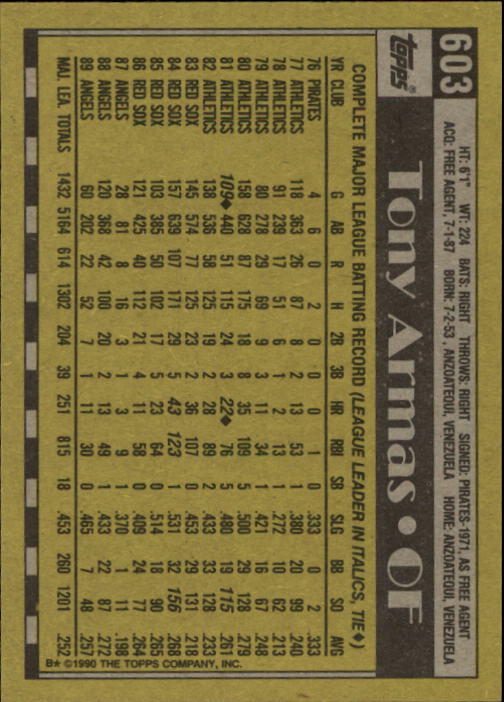 603
HT: 6'1" WT: 224 BATS: RIGHT THROWS: RIGHT SIGNED: PIRATES-1971, AS FREE AGENT
ACQ: FREE AGENT, 7-1-87 BORN: 7-2-53, ANZOATEQUI, VENEZUELA HOME: ANZOATEQUI, VENEZUELA
topps®
Tony Armas • OF
COMPLETE MAJOR LEAGUE BATTING RECORD (LEAGUE LEADER IN ITALICS, TIE♦)
YR CLUB G AB R H 2B 3B HR RBI SB SLG BB SO AVG
76 PIRATES 4 6 0 2 0 0 0 1 0 .333 0 2 .333
77 ATHLETICS 118 363 26 87 8 2 13 53 1 .380 20 99 .240
78 ATHLETICS 91 239 17 51 6 1 2 13 1 .272 10 62 .213
79 ATHLETICS 80 278 29 69 9 3 11 34 1 .421 16 67 .248
80 ATHLETICS 158 628 87 175 18 8 35 109 5 .500 29 128 .279
81 ATHLETICS 109♦ 440 51 115 24 3 22♦ 76 5 .480 19 115 .261
82 ATHLETICS 138 536 58 125 19 2 28 89 2 .433 33 128 .233
83 RED SOX 145 574 77 125 23 2 36 107 0 .453 29 131 .218
84 RED SOX 157 639 107 171 29 5 43 123 1 .531 32 156 .268
85 RED SOX 103 385 50 102 17 5 23 64 0 .514 18 90 .265
86 RED SOX 121 425 40 112 21 4 11 58 0 .409 24 77 .264
87 ANGELS 28 81 8 16 3 1 3 9 1 .370 1 11 .198
88 ANGELS 120 368 42 100 20 2 13 49 1 .433 22 87 .272
89 ANGELS 60 202 22 52 7 1 11 30 0 .465 7 48 .257
MAJ. LEA. TOTALS 1432 5164 614 1302 204 39 251 815 18 .453 260 1201 .252
B★ ©1990 THE TOPPS COMPANY, INC.